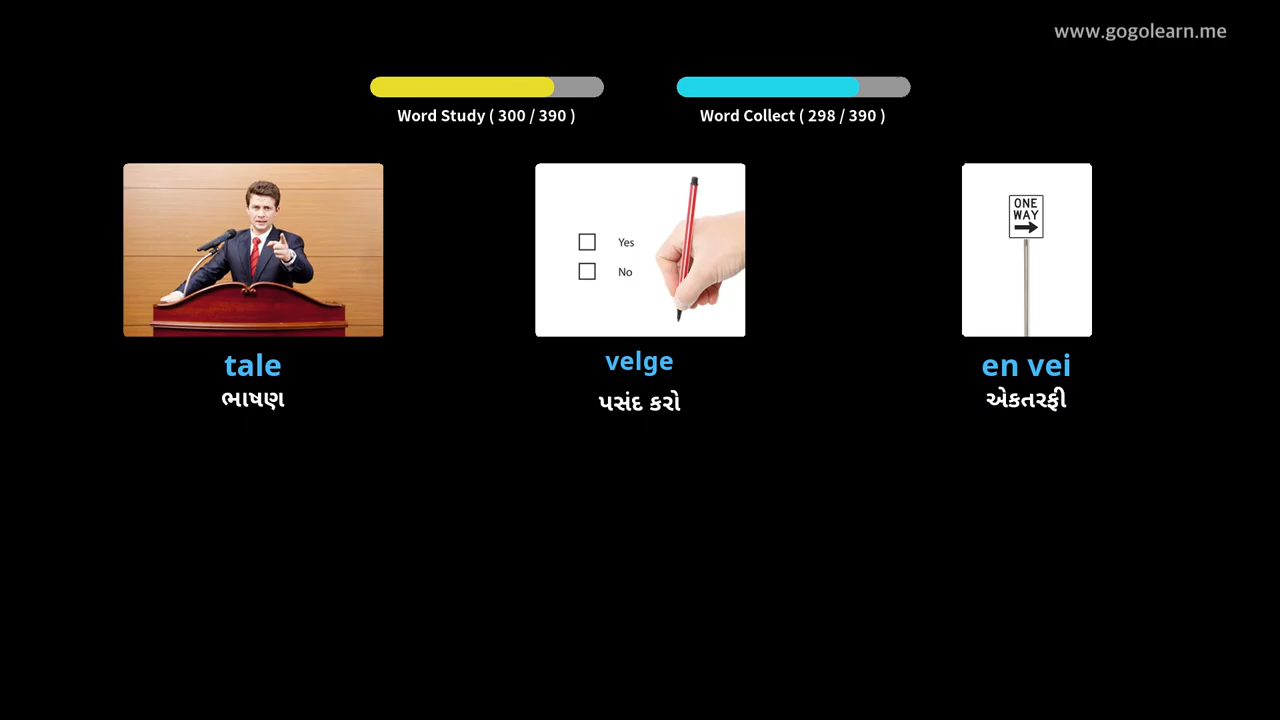 www.gogolearn.me
Word Study ( 300 / 390 )
Word Collect ( 298 / 390 )
Yes
No
ONE
WAY
tale
velge
en vei
ભાષણ
પસંદ કરો
એકતરફી